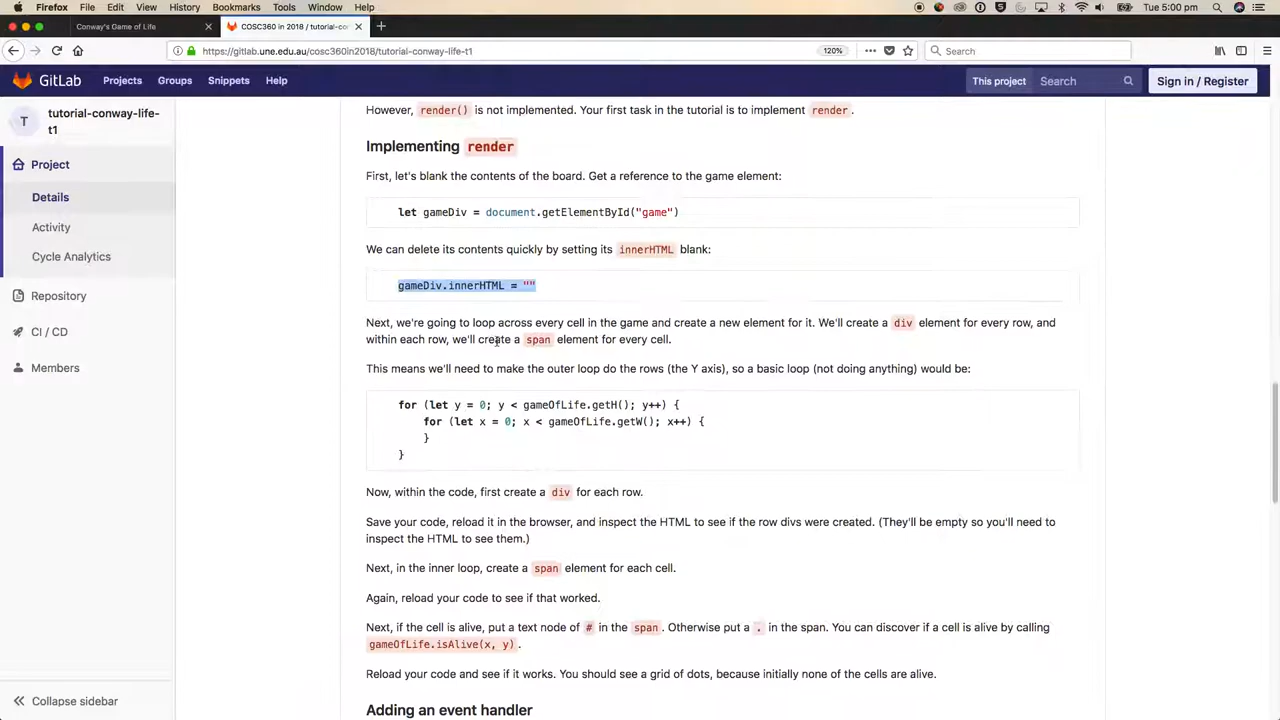 Firefox File Edit View History Bookmarks Tools Window Help Tue 5:00 pm
Conway's Game of Life
COSC360 in 2018 / tutorial-co
https://gitlab.une.edu.au/cosc360in2018/tutorial-conway-life-t1 120% Search
GitLab Projects Groups Snippets Help This project Search Sign in / Register
T tutorial-conway-life-
t1
Project
Details
Activity
Cycle Analytics
Repository
CI / CD
Members
Collapse sidebar
However, render() is not implemented. Your first task in the tutorial is to implement render.
Implementing render
First, let's blank the contents of the board. Get a reference to the game element:
let gameDiv = document.getElementById("game")
We can delete its contents quickly by setting its innerHTML blank:
gameDiv.innerHTML = ""
Next, we're going to loop across every cell in the game and create a new element for it. We'll create a div element for every row, and
within each row, we'll create a span element for every cell.
This means we'll need to make the outer loop do the rows (the Y axis), so a basic loop (not doing anything) would be:
for (let y = 0; y < gameOfLife.getH(); y++) {
for (let x = 0; x < gameOfLife.getW(); x++) {
}
}
Now, within the code, first create a div for each row.
Save your code, reload it in the browser, and inspect the HTML to see if the row divs were created. (They'll be empty so you'll need to
inspect the HTML to see them.)
Next, in the inner loop, create a span element for each cell.
Again, reload your code to see if that worked.
Next, if the cell is alive, put a text node of # in the span. Otherwise put a . in the span. You can discover if a cell is alive by calling
gameOfLife.isAlive(x, y).
Reload your code and see if it works. You should see a grid of dots, because initially none of the cells are alive.
Adding an event handler